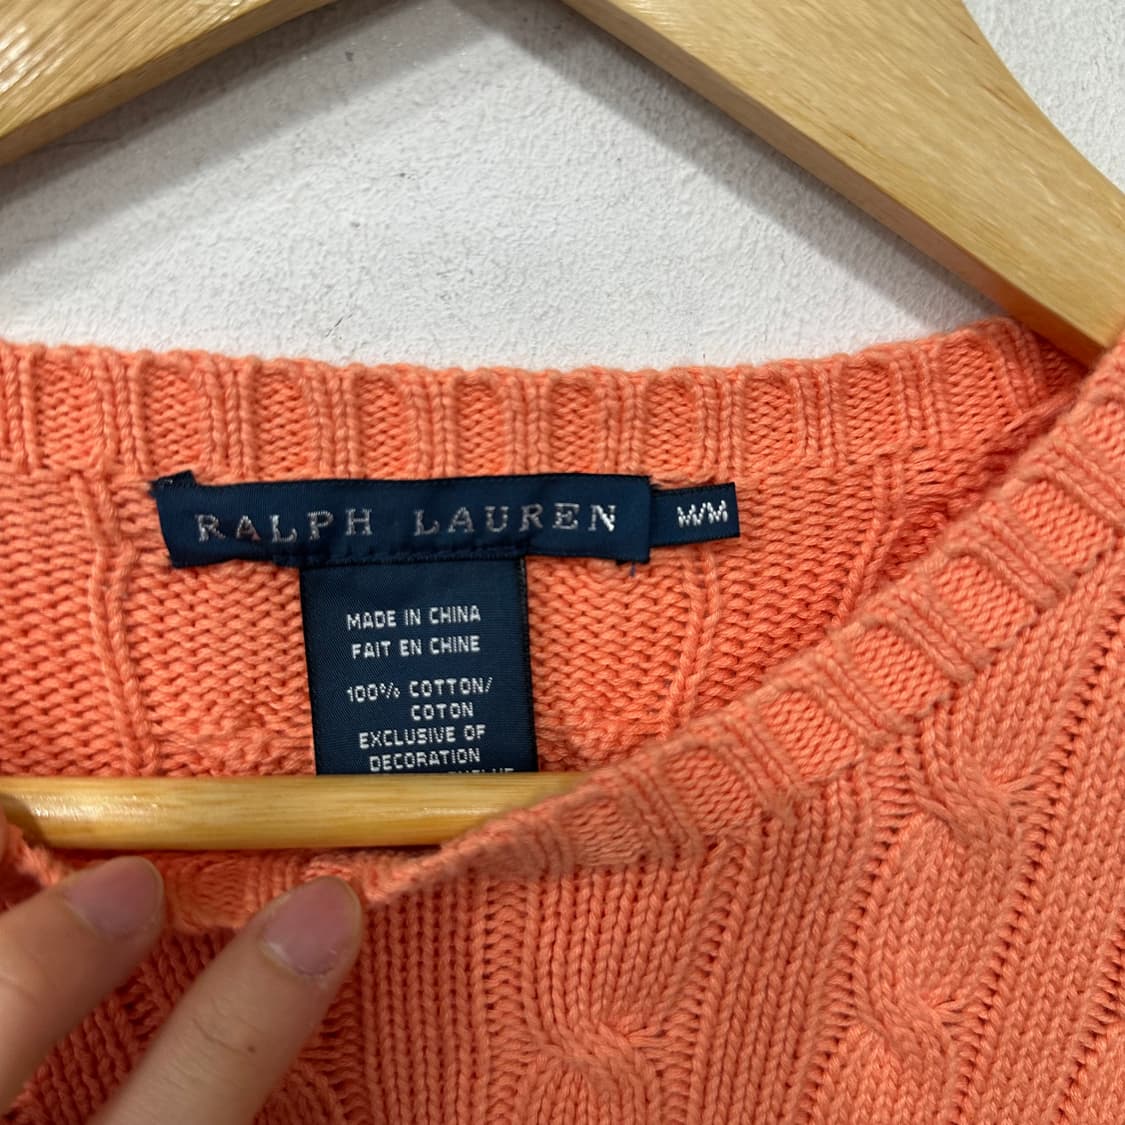 RALPH LAUREN
M/M
MADE IN CHINA
FAIT EN CHINE
100% COTTON/
COTON
EXCLUSIVE OF
DECORATION